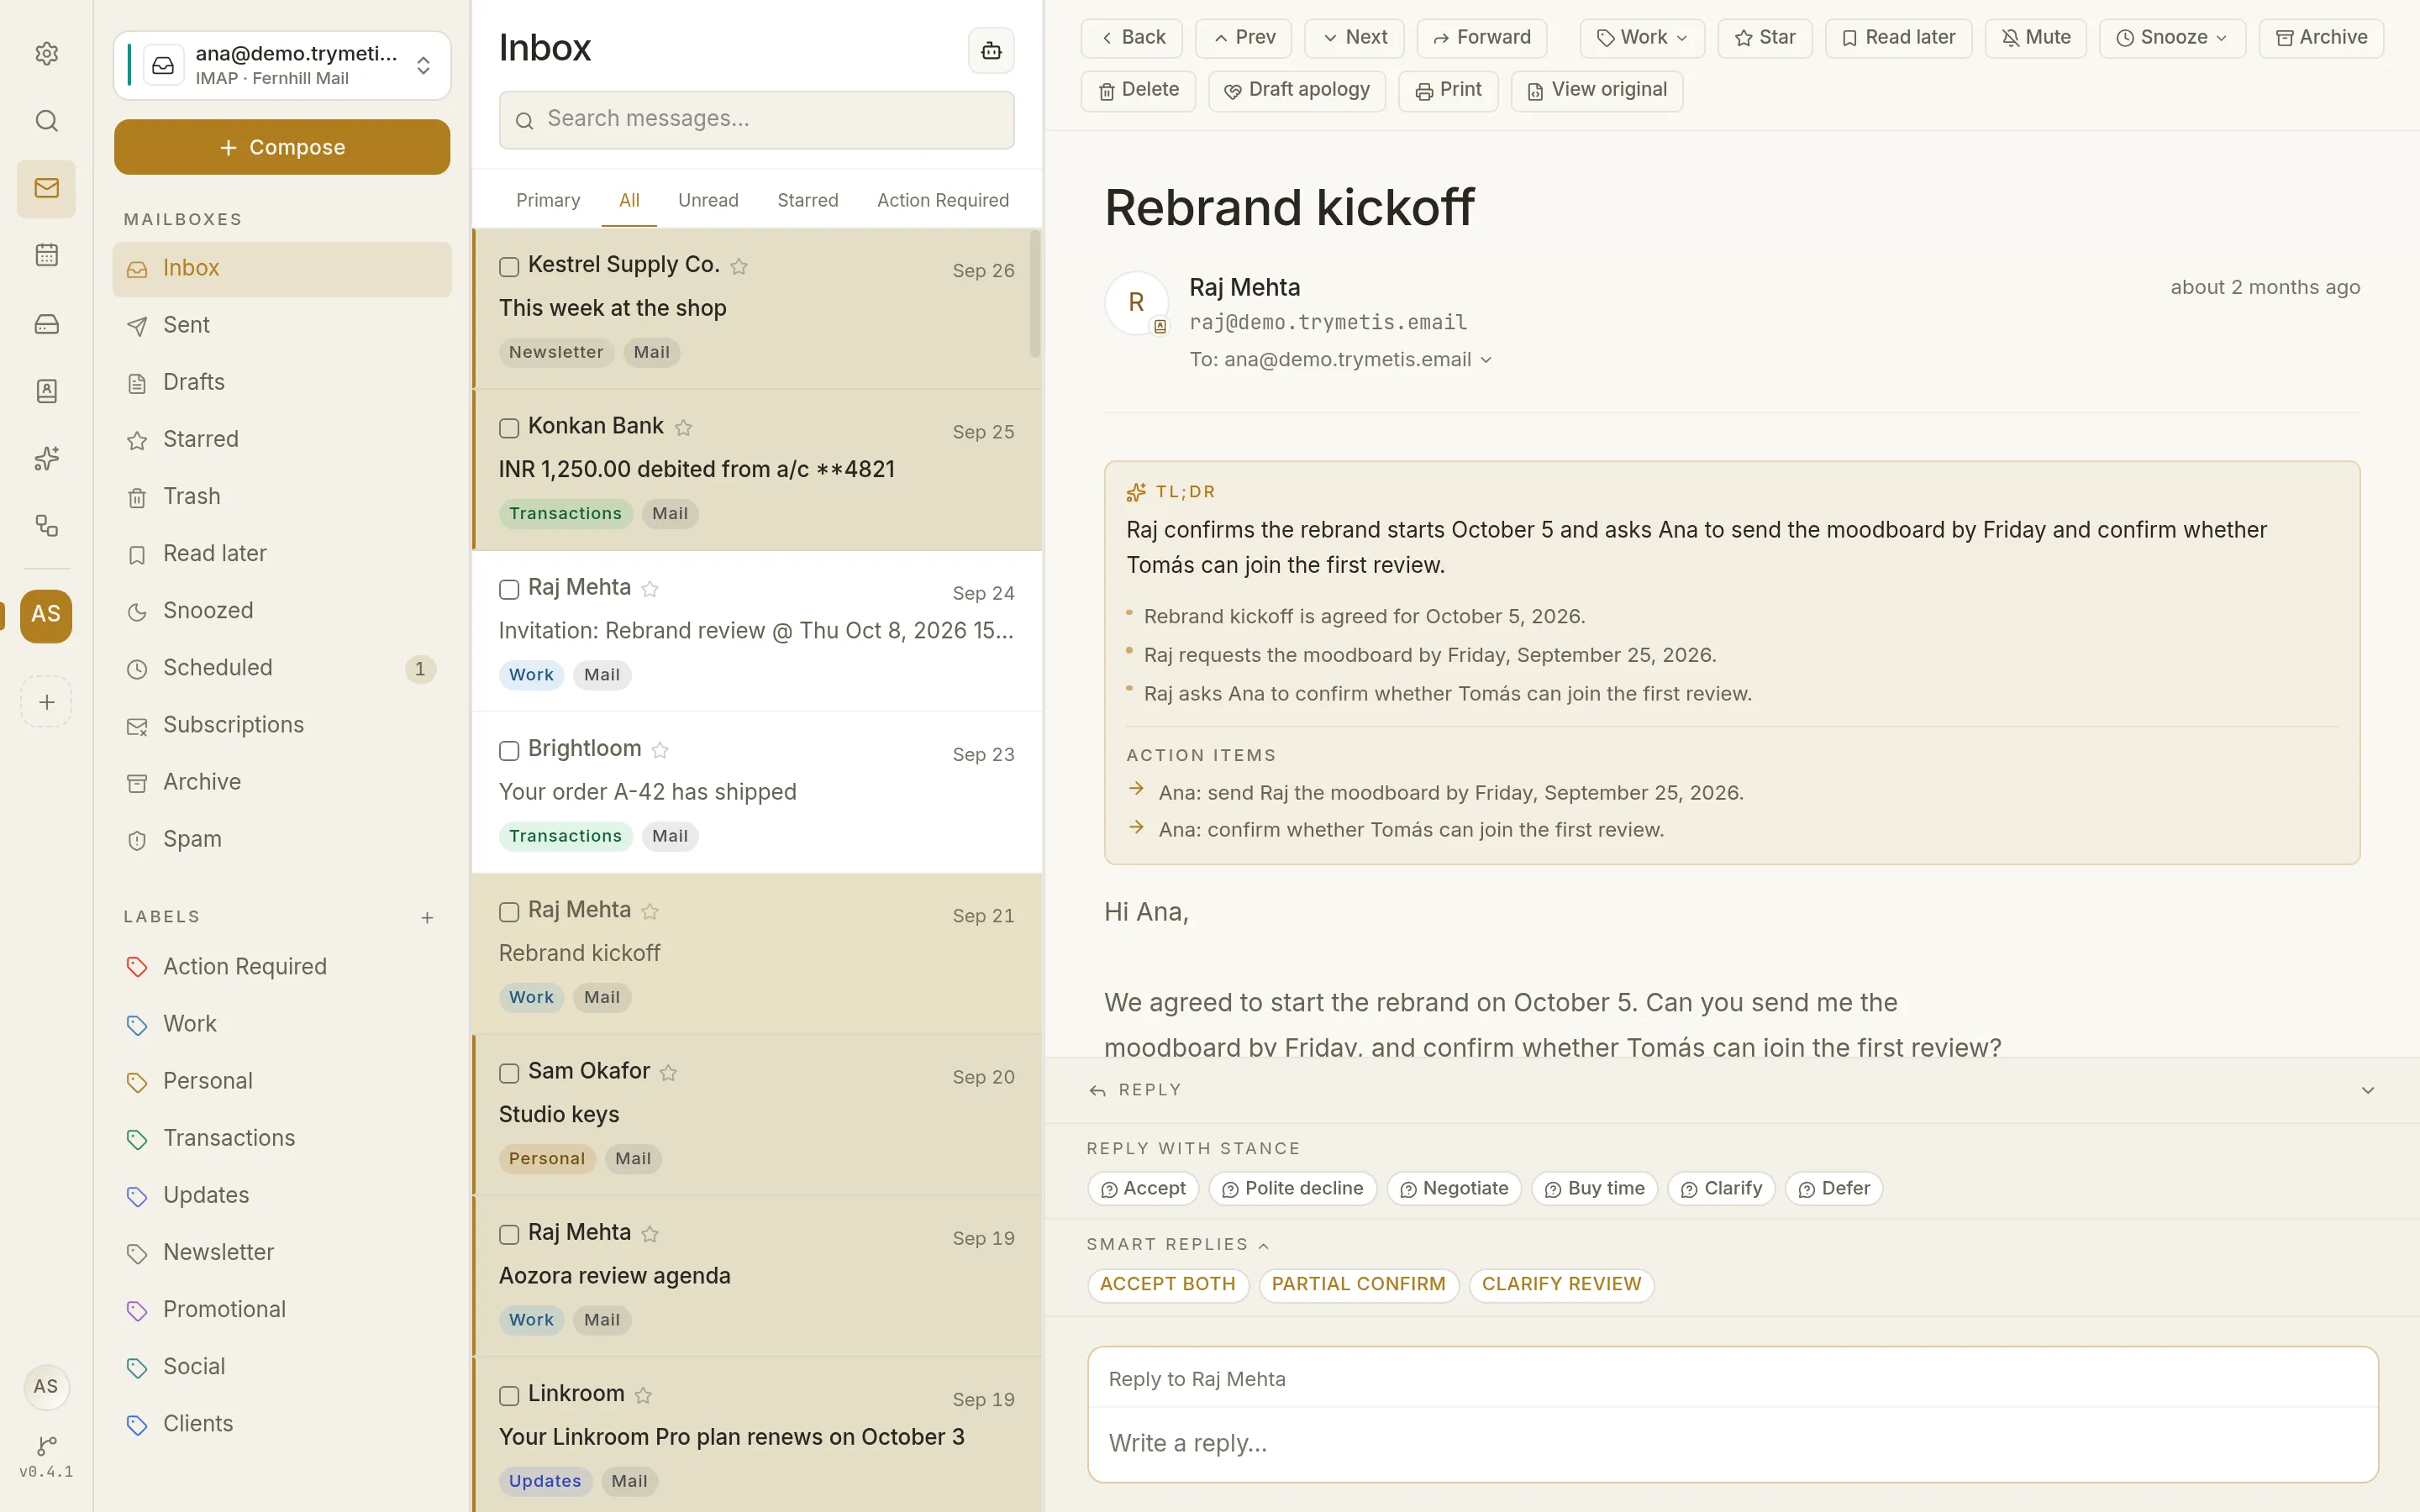 AS
AS
v0.4.1
ana@demo.trymeti...
IMAP · Fernhill Mail
Compose
MAILBOXES
Inbox
Sent
Drafts
Starred
Trash
Read later
Snoozed
Scheduled 1
Subscriptions
Archive
Spam
LABELS
Action Required
Work
Personal
Transactions
Updates
Newsletter
Promotional
Social
Clients
Inbox
Search messages...
Primary All Unread Starred Action Required
Kestrel Supply Co. Sep 26
This week at the shop
Newsletter Mail
Konkan Bank Sep 25
INR 1,250.00 debited from a/c **4821
Transactions Mail
Raj Mehta Sep 24
Invitation: Rebrand review @ Thu Oct 8, 2026 15...
Work Mail
Brightloom Sep 23
Your order A-42 has shipped
Transactions Mail
Raj Mehta Sep 21
Rebrand kickoff
Work Mail
Sam Okafor Sep 20
Studio keys
Personal Mail
Raj Mehta Sep 19
Aozora review agenda
Work Mail
Linkroom Sep 19
Your Linkroom Pro plan renews on October 3
Updates Mail
Back Prev Next Forward Work Star Read later Mute Snooze Archive
Delete Draft apology Print View original
Rebrand kickoff
R
Raj Mehta about 2 months ago
raj@demo.trymetis.email
To: ana@demo.trymetis.email
TL;DR
Raj confirms the rebrand starts October 5 and asks Ana to send the moodboard by Friday and confirm whether
Tomás can join the first review.
Rebrand kickoff is agreed for October 5, 2026.
Raj requests the moodboard by Friday, September 25, 2026.
Raj asks Ana to confirm whether Tomás can join the first review.
ACTION ITEMS
Ana: send Raj the moodboard by Friday, September 25, 2026.
Ana: confirm whether Tomás can join the first review.
Hi Ana,
We agreed to start the rebrand on October 5. Can you send me the
moodboard by Friday, and confirm whether Tomás can join the first review?
REPLY
REPLY WITH STANCE
Accept Polite decline Negotiate Buy time Clarify Defer
SMART REPLIES
ACCEPT BOTH PARTIAL CONFIRM CLARIFY REVIEW
Reply to Raj Mehta
Write a reply...